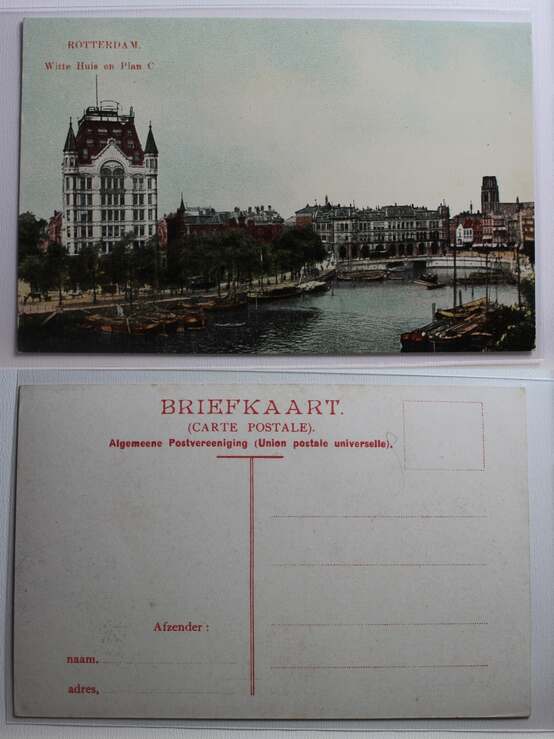 ROTTERDAM.
Witte Huis en Plan C
BRIEFKAART.
(CARTE POSTALE).
Algemeene Postvereeniging (Union postale universelle).
Afzender :
naam,
adres,